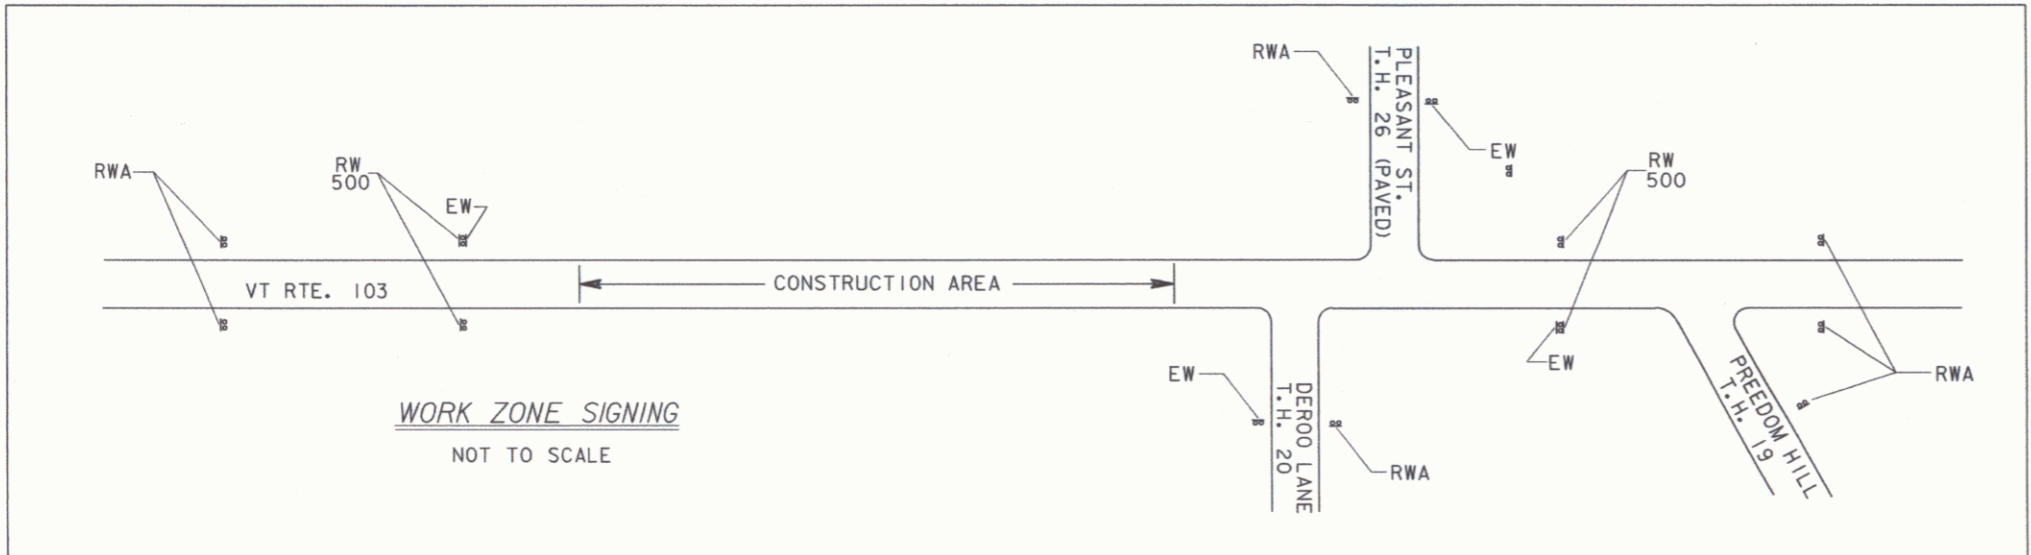 RWA
PLEASANT ST.
T.H. 26 (PAVED)
EW
RWA
RW
500
EW
RW
500
VT RTE. 103
CONSTRUCTION AREA
EW
EW
RWA
WORK ZONE SIGNING
NOT TO SCALE
DEROO LANE
T.H. 20
RWA
PREEDOM HILL
T.H. 19